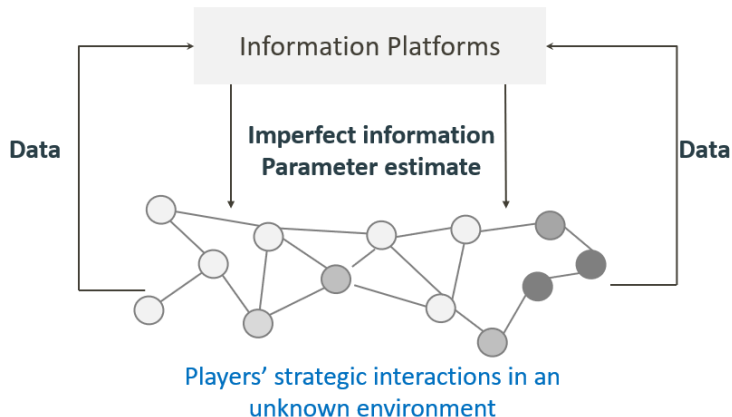 Information Platforms
Data
Imperfect information
Parameter estimate
Data
Players' strategic interactions in an
unknown environment